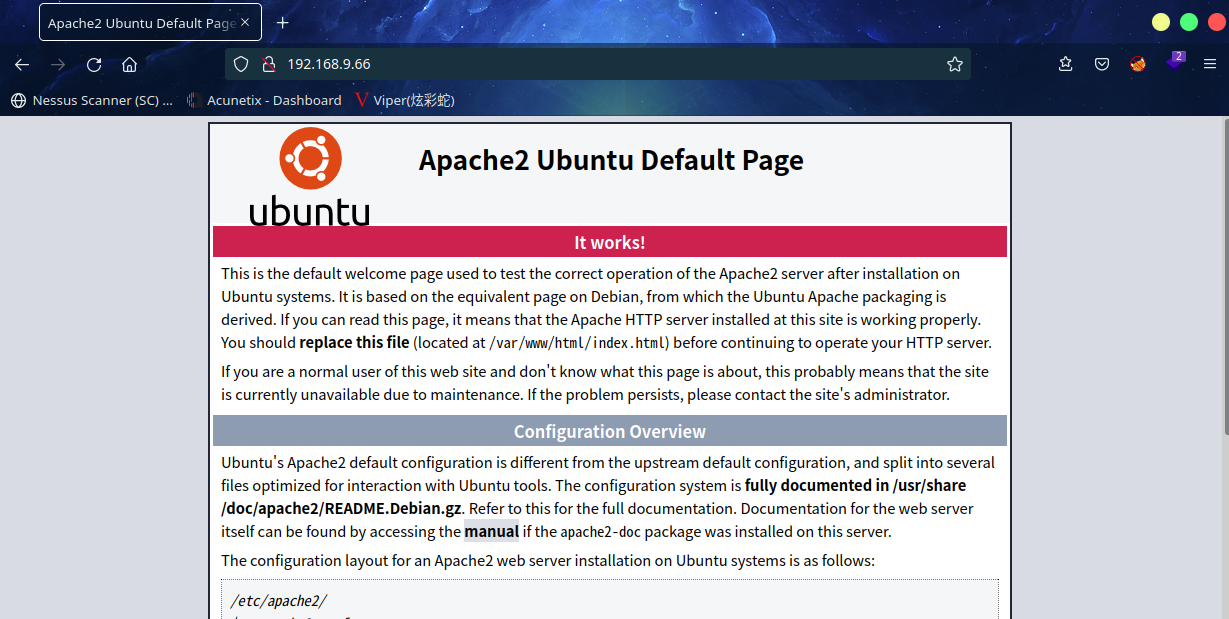 Apache2 Ubuntu Default Page
192.168.9.66
2
Nessus Scanner (SC) ...
Acunetix - Dashboard
Viper(炫彩蛇)
ubuntu
Apache2 Ubuntu Default Page
It works!
This is the default welcome page used to test the correct operation of the Apache2 server after installation on
Ubuntu systems. It is based on the equivalent page on Debian, from which the Ubuntu Apache packaging is
derived. If you can read this page, it means that the Apache HTTP server installed at this site is working properly.
You should replace this file (located at /var/www/html/index.html) before continuing to operate your HTTP server.
If you are a normal user of this web site and don't know what this page is about, this probably means that the site
is currently unavailable due to maintenance. If the problem persists, please contact the site's administrator.
Configuration Overview
Ubuntu's Apache2 default configuration is different from the upstream default configuration, and split into several
files optimized for interaction with Ubuntu tools. The configuration system is fully documented in /usr/share
/doc/apache2/README.Debian.gz. Refer to this for the full documentation. Documentation for the web server
itself can be found by accessing the manual if the apache2-doc package was installed on this server.
The configuration layout for an Apache2 web server installation on Ubuntu systems is as follows:
/etc/apache2/